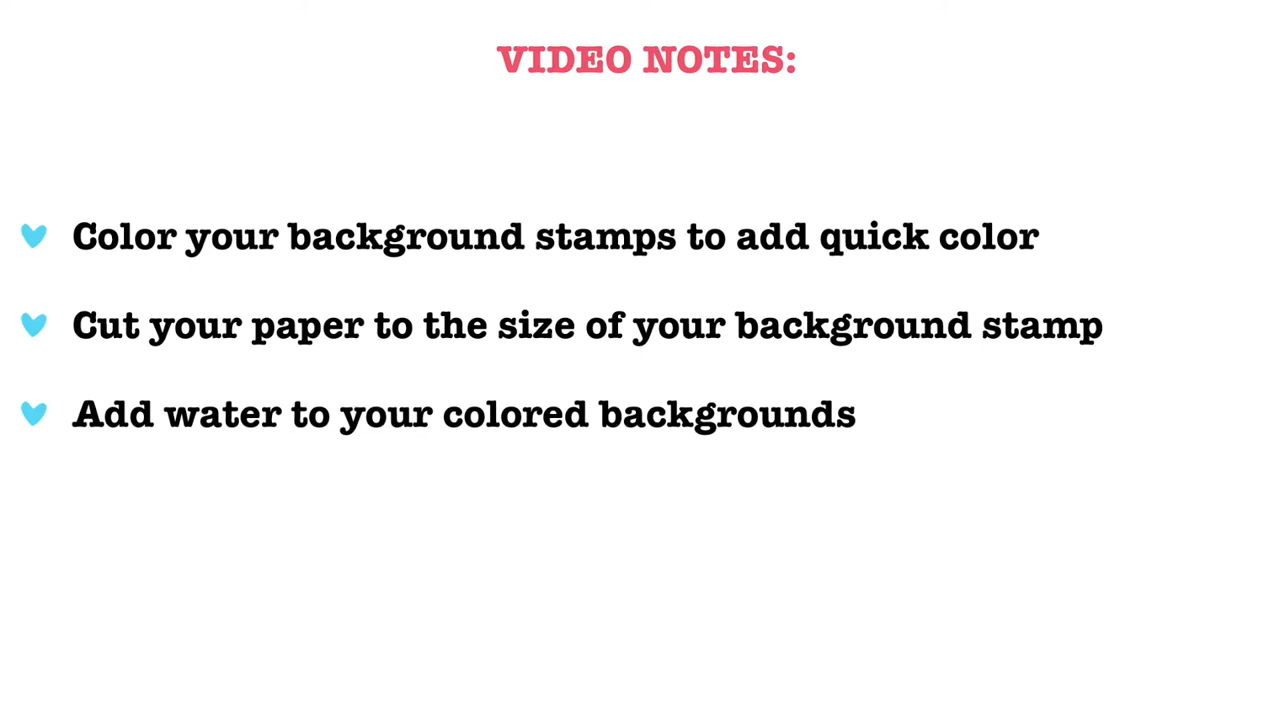 VIDEO NOTES:
Color your background stamps to add quick color
Cut your paper to the size of your background stamp
Add water to your colored backgrounds